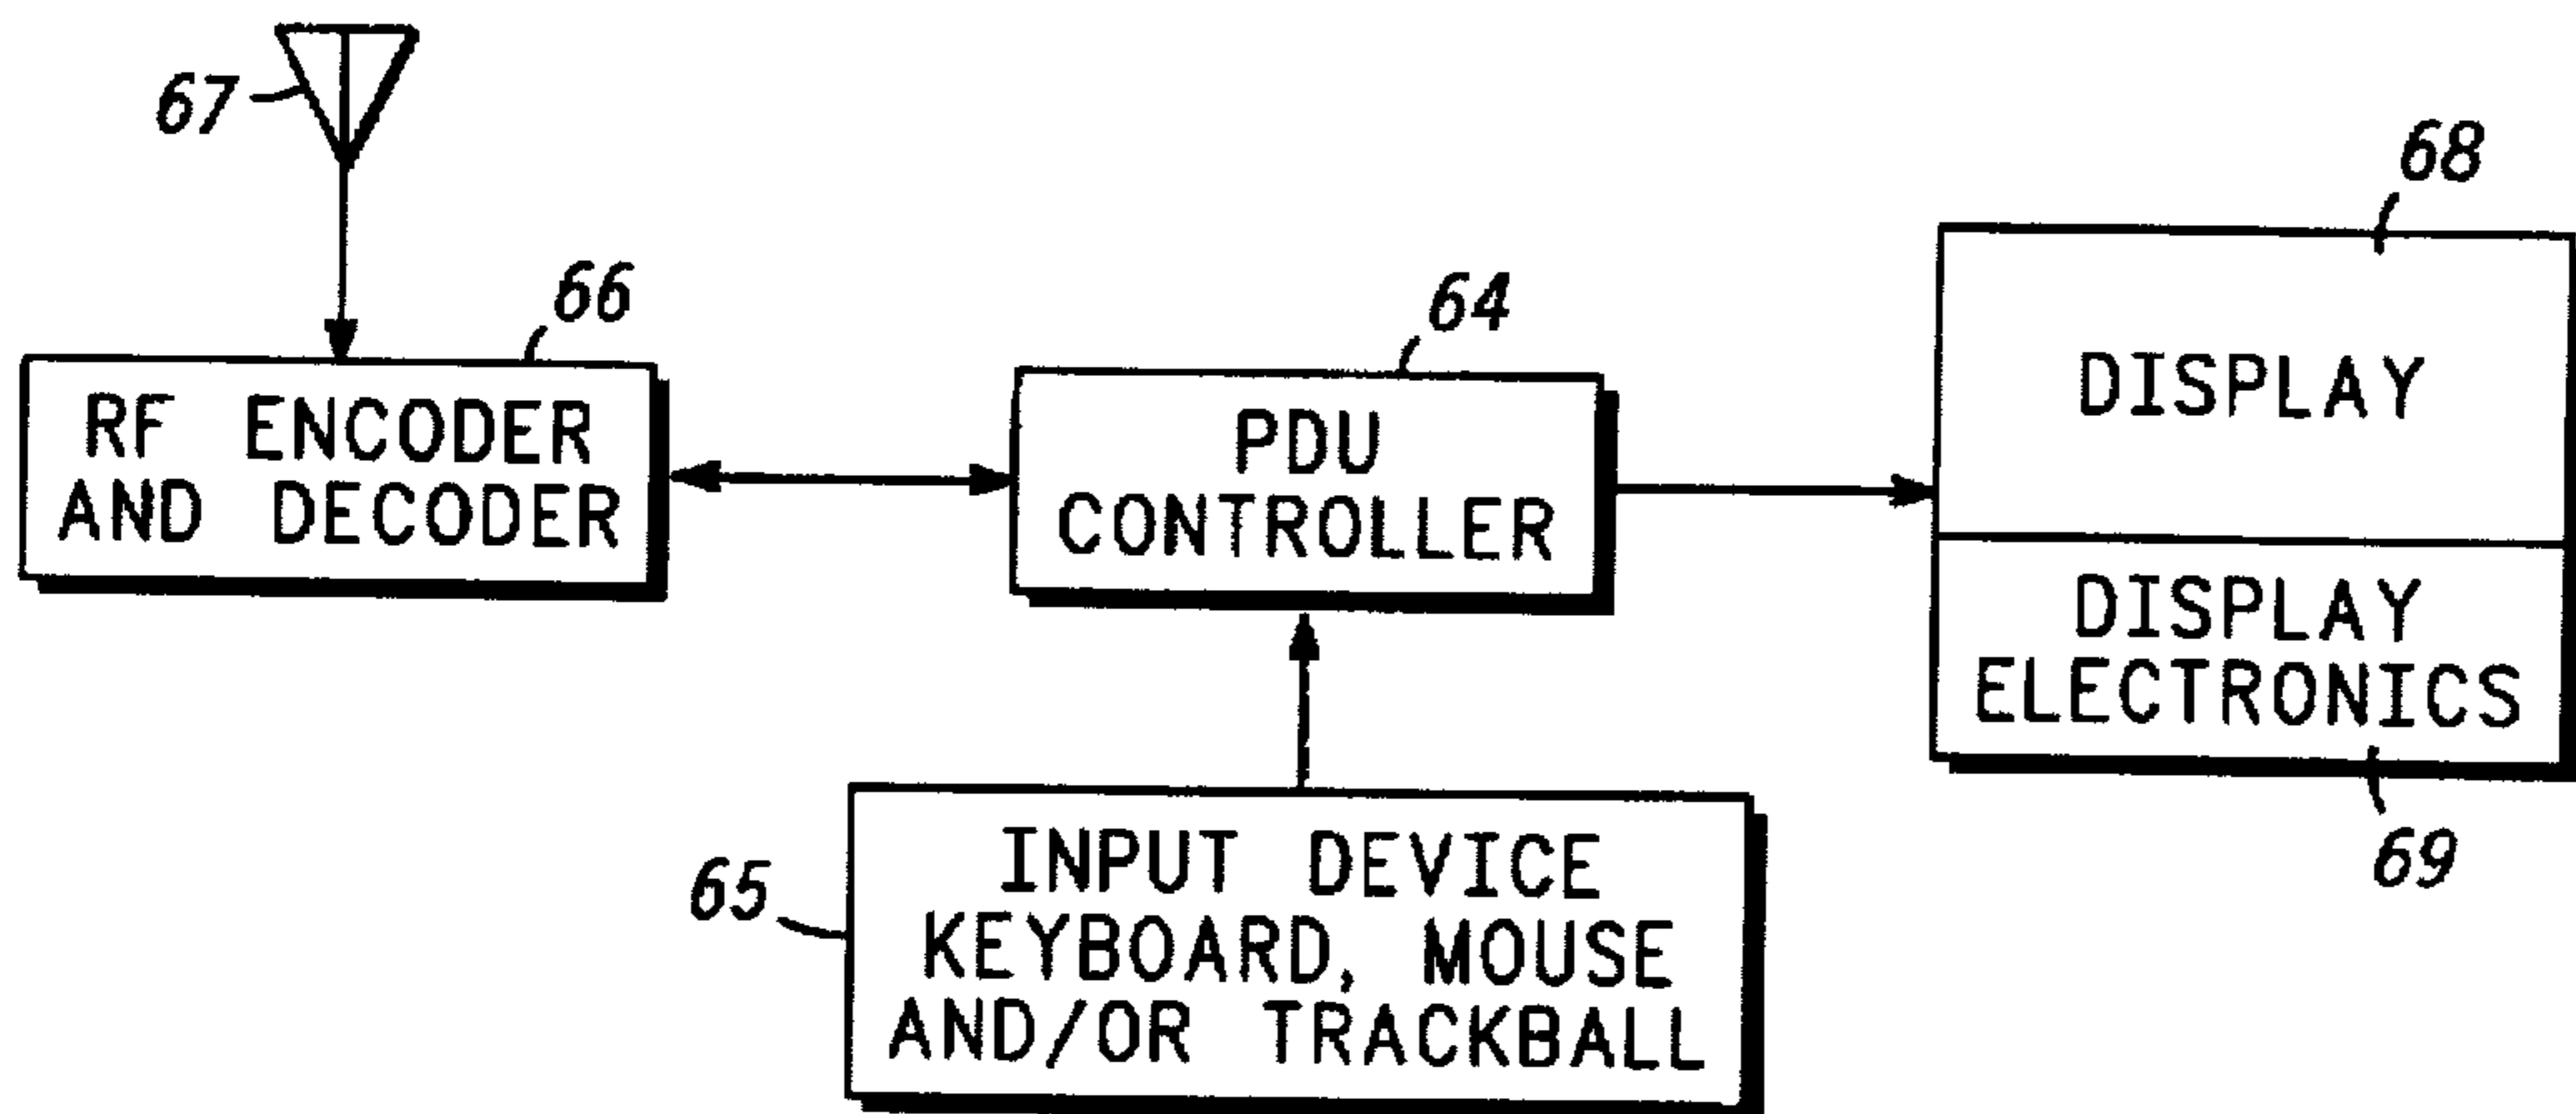 67
68
66
64
RF ENCODER
AND DECODER
PDU
CONTROLLER
DISPLAY
DISPLAY
ELECTRONICS
65
INPUT DEVICE
KEYBOARD, MOUSE
AND/OR TRACKBALL
69